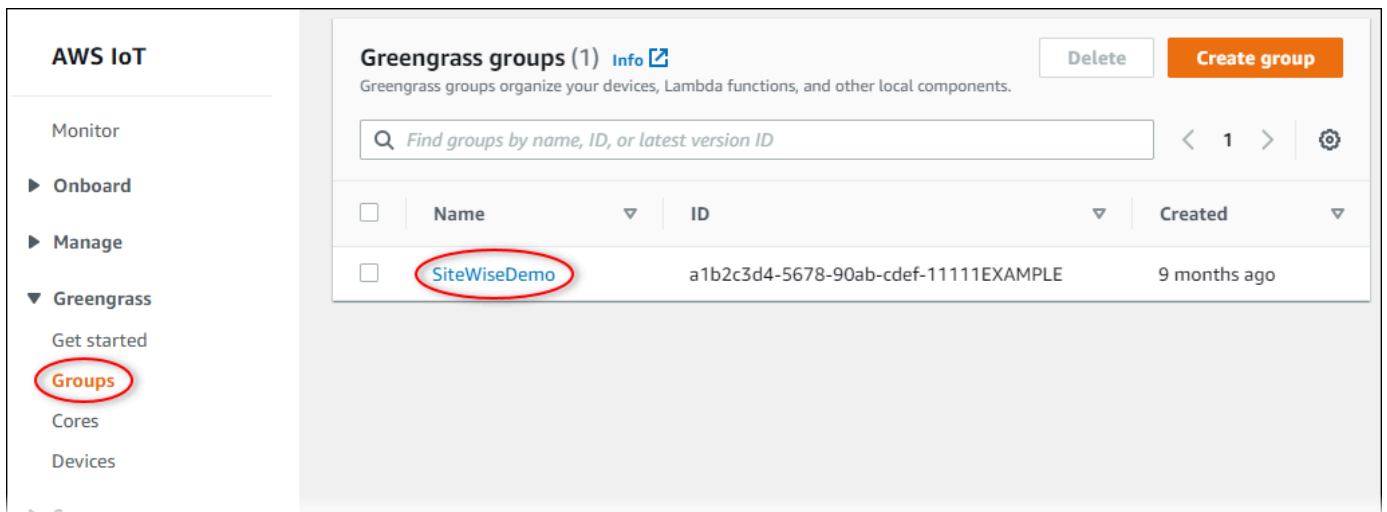 AWS IoT
Monitor
Onboard
Manage
Greengrass
Get started
Groups
Cores
Devices
Greengrass groups (1) Info
Delete
Create group
Greengrass groups organize your devices, Lambda functions, and other local components.
Find groups by name, ID, or latest version ID
1
Name ID Created
SiteWiseDemo a1b2c3d4-5678-90ab-cdef-11111EXAMPLE 9 months ago